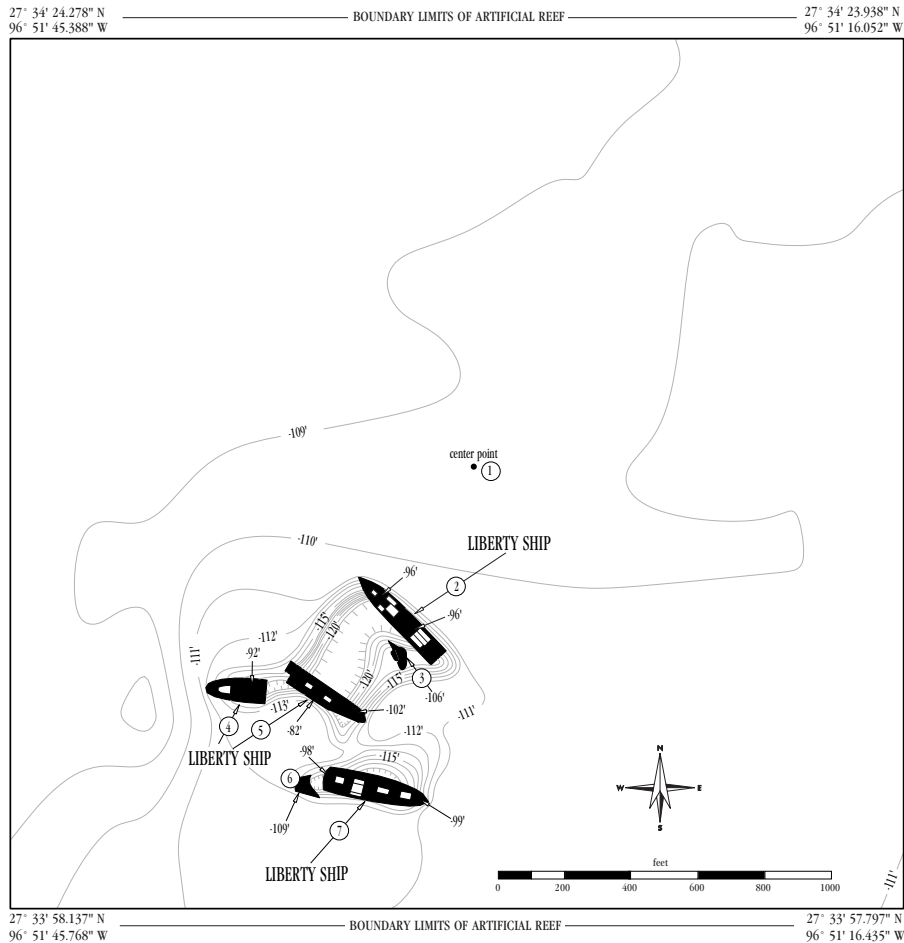 27° 34' 24.278" N
96° 51' 45.388" W
BOUNDARY LIMITS OF ARTIFICIAL REEF
27° 34' 23.938" N
96° 51' 16.052" W
-109'
center point
1
-110'
LIBERTY SHIP
-96'
2
-96'
-115'
-120'
-112'
-111'
-92'
3
-120'
-115'
-106'
-113'
-102'
-111'
4
5
-82'
-112'
LIBERTY SHIP
-98'
-115'
6
-109'
7
-99'
LIBERTY SHIP
N
W
E
S
feet
0
200
400
600
800
1000
-111'
27° 33' 58.137" N
96° 51' 45.768" W
BOUNDARY LIMITS OF ARTIFICIAL REEF
27° 33' 57.797" N
96° 51' 16.435" W